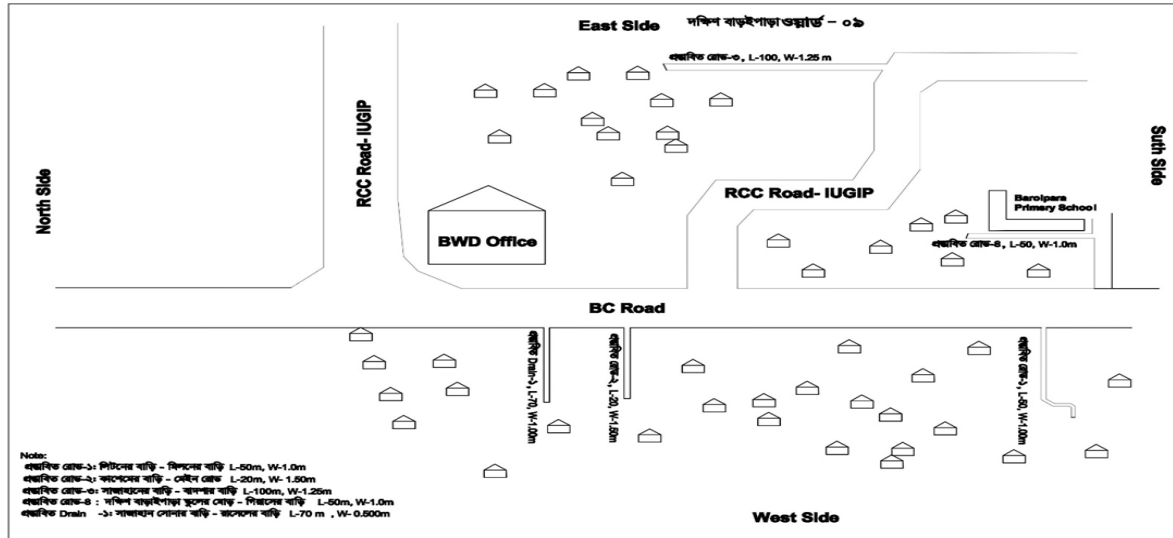 East Side
দক্ষিণ বাড়ইপাড়া ওয়ার্ড – ০৯
প্রস্তাবিত রোড-৩, L-100, W-1.25 m
North Side
RCC Road- IUGIP
Suth Side
RCC Road- IUGIP
Baroipara
Primary School
BWD Office
প্রস্তাবিত রোড-8, L-50, W-1.0m
BC Road
প্রস্তাবিত Drain-১, L-70, W-1.00m
প্রস্তাবিত রোড-২, L-20, W-1.50m
প্রস্তাবিত রোড-১, L-50, W-1.00m
Note:
প্রস্তাবিত রোড-১: লিটনের বাড়ি - মিলনের বাড়ি L-50m, W-1.0m
প্রস্তাবিত রোড-২: কাশেমের বাড়ি - মেইন রোড L-20m, W- 1.50m
প্রস্তাবিত রোড-৩: সাজাহানের বাড়ি - বাদশার বাড়ি L-100m, W-1.25m
প্রস্তাবিত রোড-8 : দক্ষিণ বাড়াইপাড়া স্কুলের মোড় - গিয়াসের বাড়ি L-50m, W-1.0m
প্রস্তাবিত Drain -১: সাজাহান সোনার বাড়ি - রাসেলের বাড়ি L-70 m , W- 0.500m
West Side